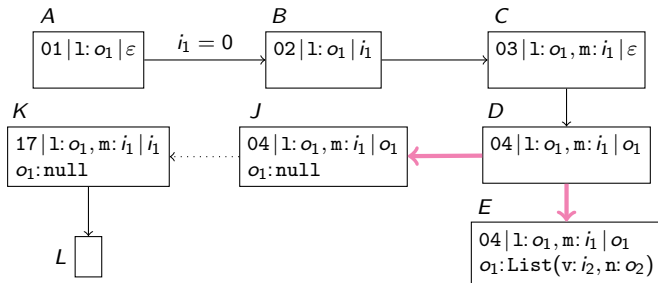 A
01 | l: o₁ | ε
i₁ = 0
B
02 | l: o₁ | i₁
C
03 | l: o₁, m: i₁ | ε
K
17 | l: o₁, m: i₁ | i₁
o₁: null
J
04 | l: o₁, m: i₁ | o₁
o₁: null
D
04 | l: o₁, m: i₁ | o₁
L
E
04 | l: o₁, m: i₁ | o₁
o₁: List(v: i₂, n: o₂)